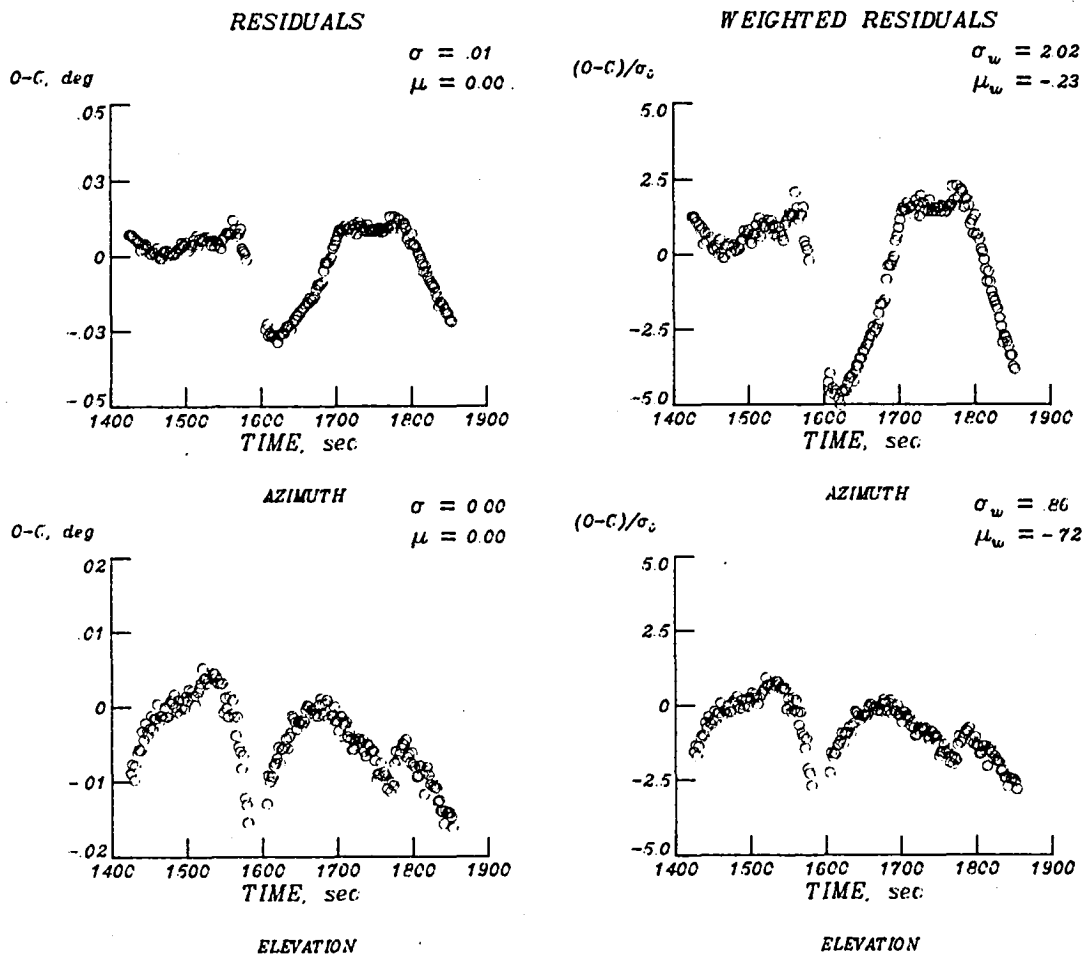 RESIDUALS
σ = .01
μ = 0.00
O-C, deg
.05
.03
0
-.03
-.05
1400 1500 1600 1700 1800 1900
TIME, sec
AZIMUTH
WEIGHTED RESIDUALS
σw = 2.02
μw = -.23
(O-C)/σ
5.0
2.5
0
-2.5
-5.0
1400 1500 1600 1700 1800 1900
TIME, sec
AZIMUTH
σ = 0.00
μ = 0.00
O-C, deg
.02
.01
0
-.01
-.02
1400 1500 1600 1700 1800 1900
TIME, sec
ELEVATION
σw = .86
μw = -.72
(O-C)/σ
5.0
2.5
0
-2.5
-5.0
1400 1500 1600 1700 1800 1900
TIME, sec
ELEVATION